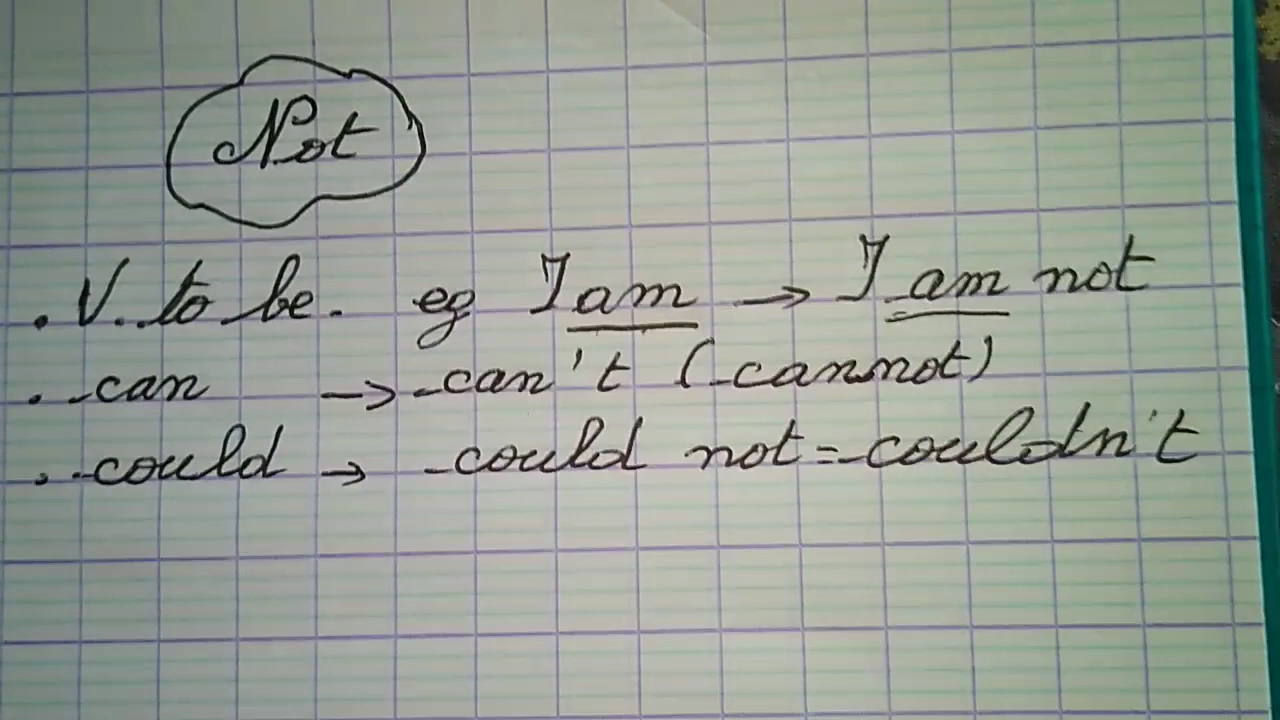 Not
. V. to be. eg I am → I am not
. can → can't (cannot)
. could → could not = couldn't